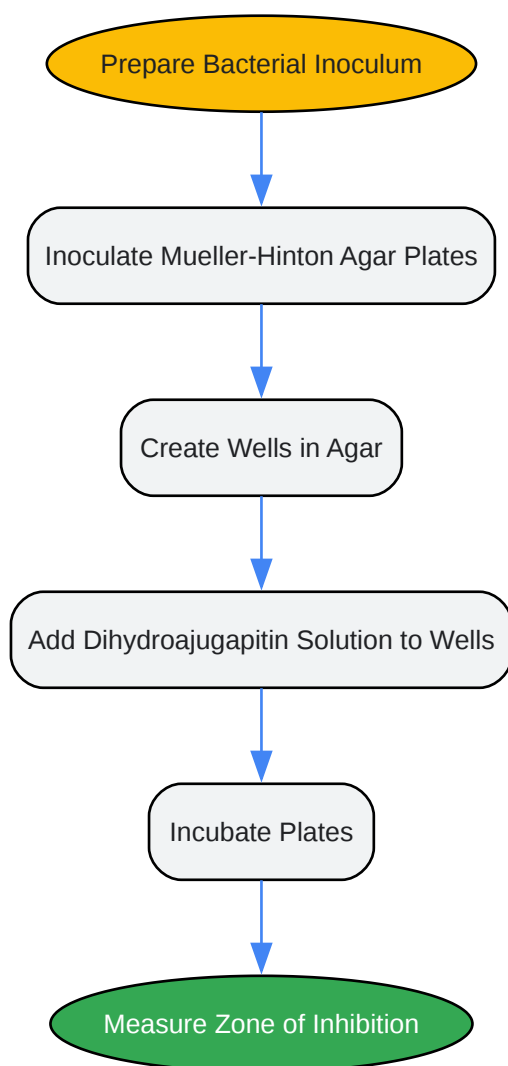 Prepare Bacterial Inoculum
Inoculate Mueller-Hinton Agar Plates
Create Wells in Agar
Add Dihydroajugapitin Solution to Wells
Incubate Plates
Measure Zone of Inhibition